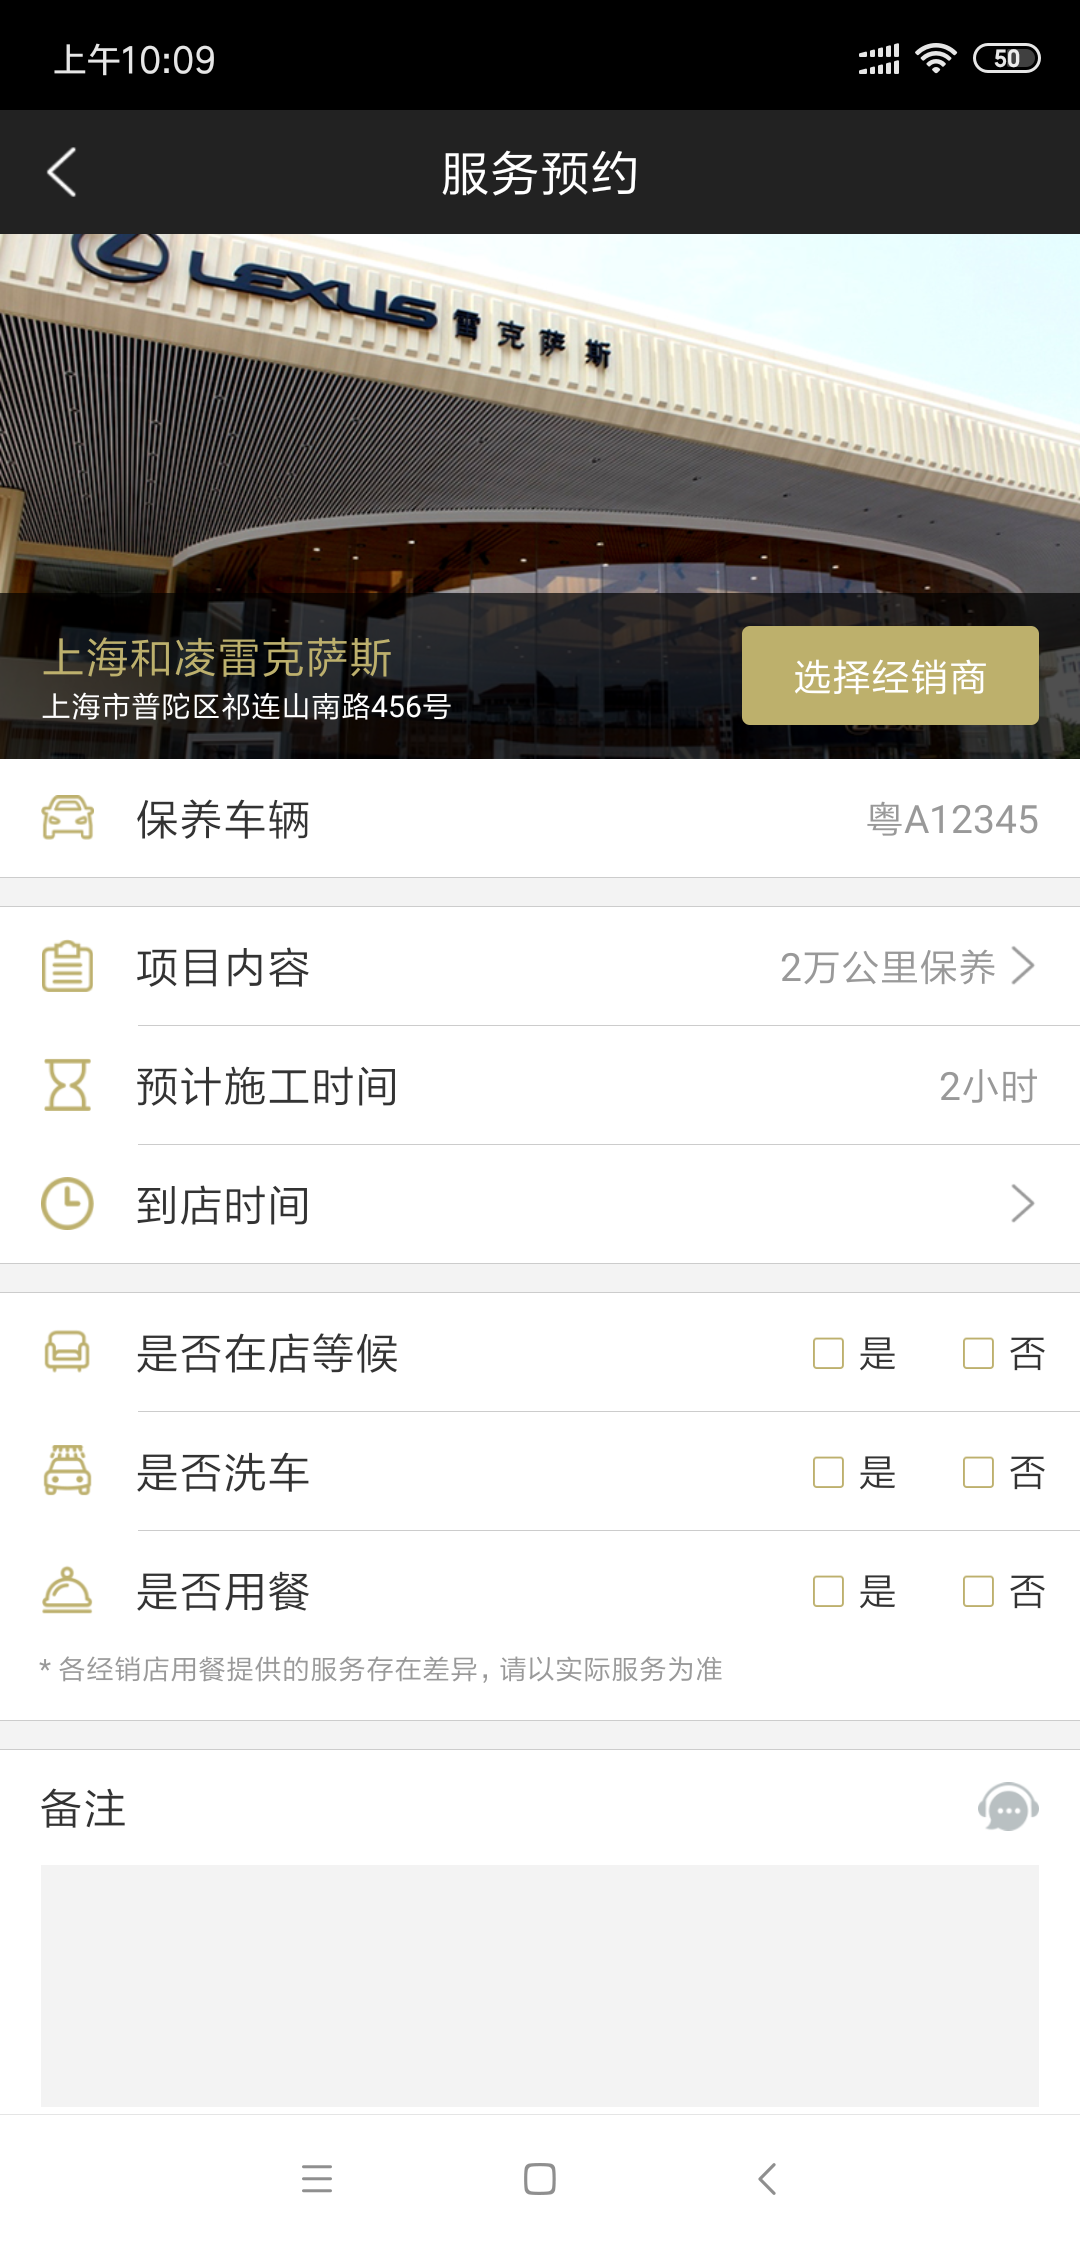 上午10:09
50
服务预约
LEXUS 雷克萨斯
上海和凌雷克萨斯
上海市普陀区祁连山南路456号
选择经销商
保养车辆 粤A12345
项目内容 2万公里保养
预计施工时间 2小时
到店时间
是否在店等候 是 否
是否洗车 是 否
是否用餐 是 否
* 各经销店用餐提供的服务存在差异, 请以实际服务为准
备注